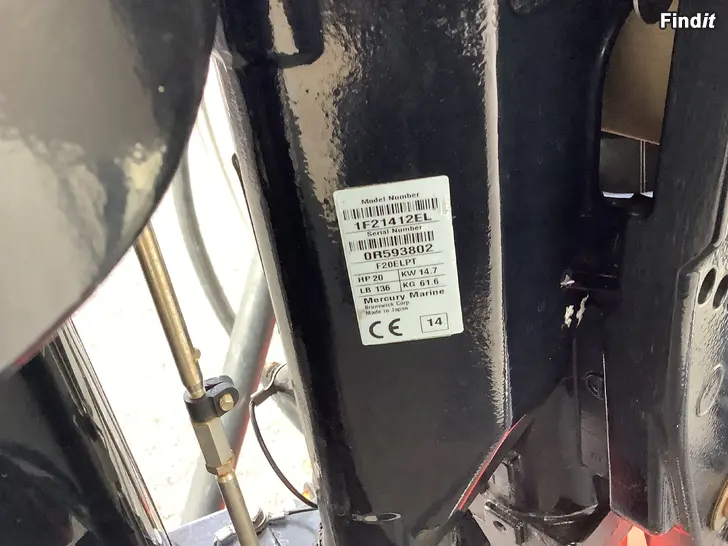 Findit
Model Number
1F21412EL
Serial Number
0R593802
F20ELPT
HP 20 KW 14.7
LB 136 KG 61.6
Mercury Marine
Brunswick Corp.
Made in Japan
CE 14